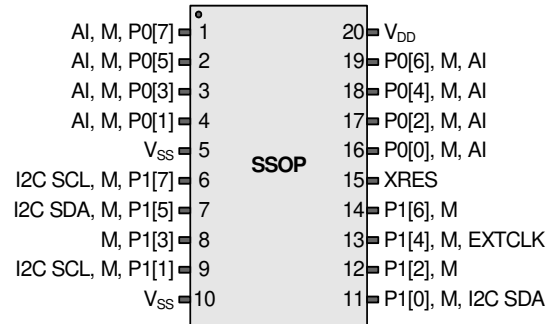 AI, M, P0[7] 1 20 VDD
AI, M, P0[5] 2 19 P0[6], M, AI
AI, M, P0[3] 3 18 P0[4], M, AI
AI, M, P0[1] 4 17 P0[2], M, AI
VSS 5 16 P0[0], M, AI
SSOP
I2C SCL, M, P1[7] 6 15 XRES
I2C SDA, M, P1[5] 7 14 P1[6], M
M, P1[3] 8 13 P1[4], M, EXTCLK
I2C SCL, M, P1[1] 9 12 P1[2], M
VSS 10 11 P1[0], M, I2C SDA